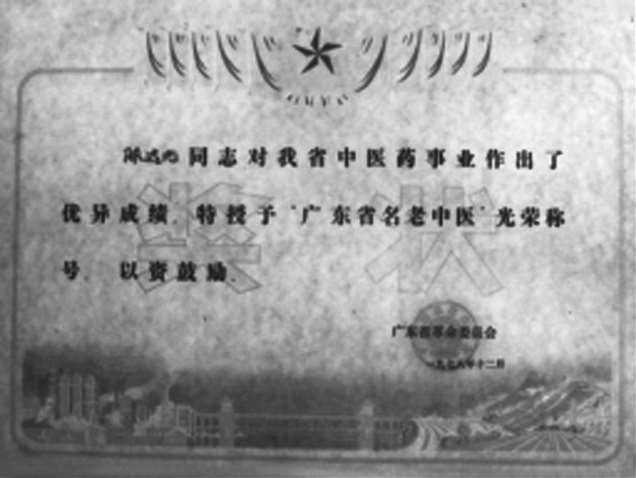 同志对我省中医药事业作出了
优异成绩.特授予"广东省名老中医"光荣称
号.以资鼓励.
奖状
广东省革命委员会
一九七八年十二月